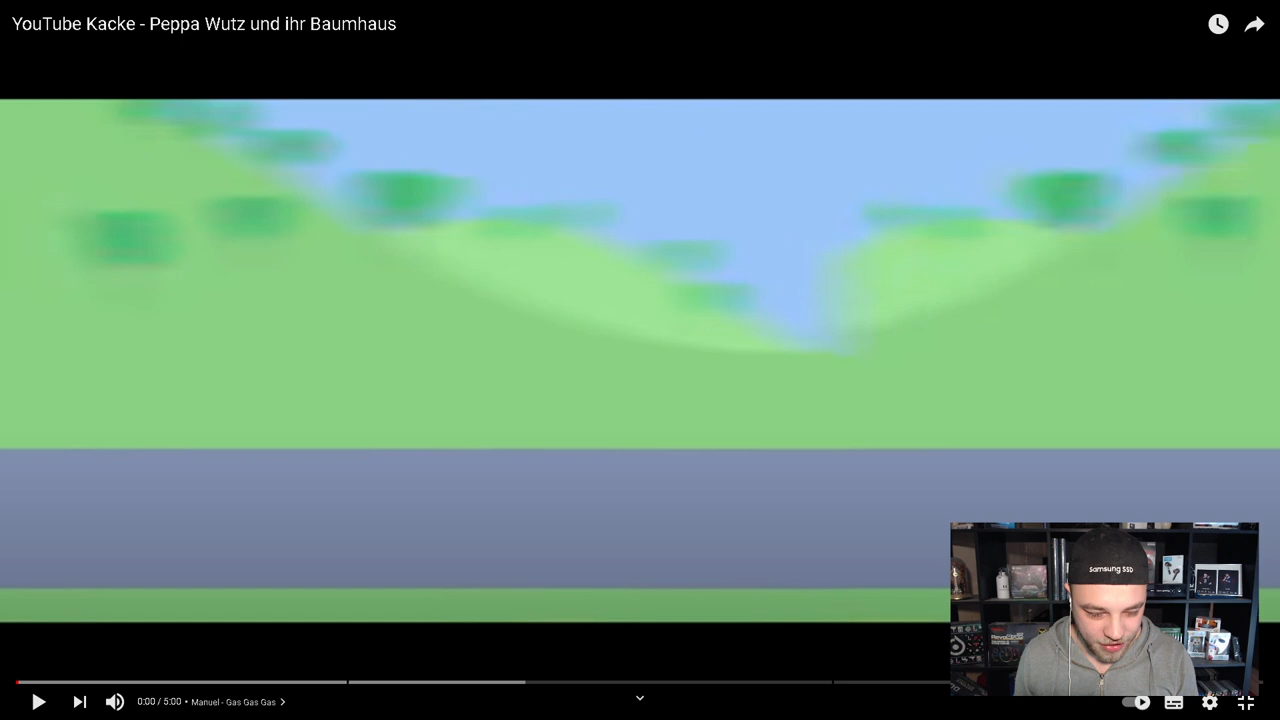 YouTube Kacke - Peppa Wutz und ihr Baumhaus
Samsung SSD
0:00 / 5:00 • Manuel - Gas Gas Gas